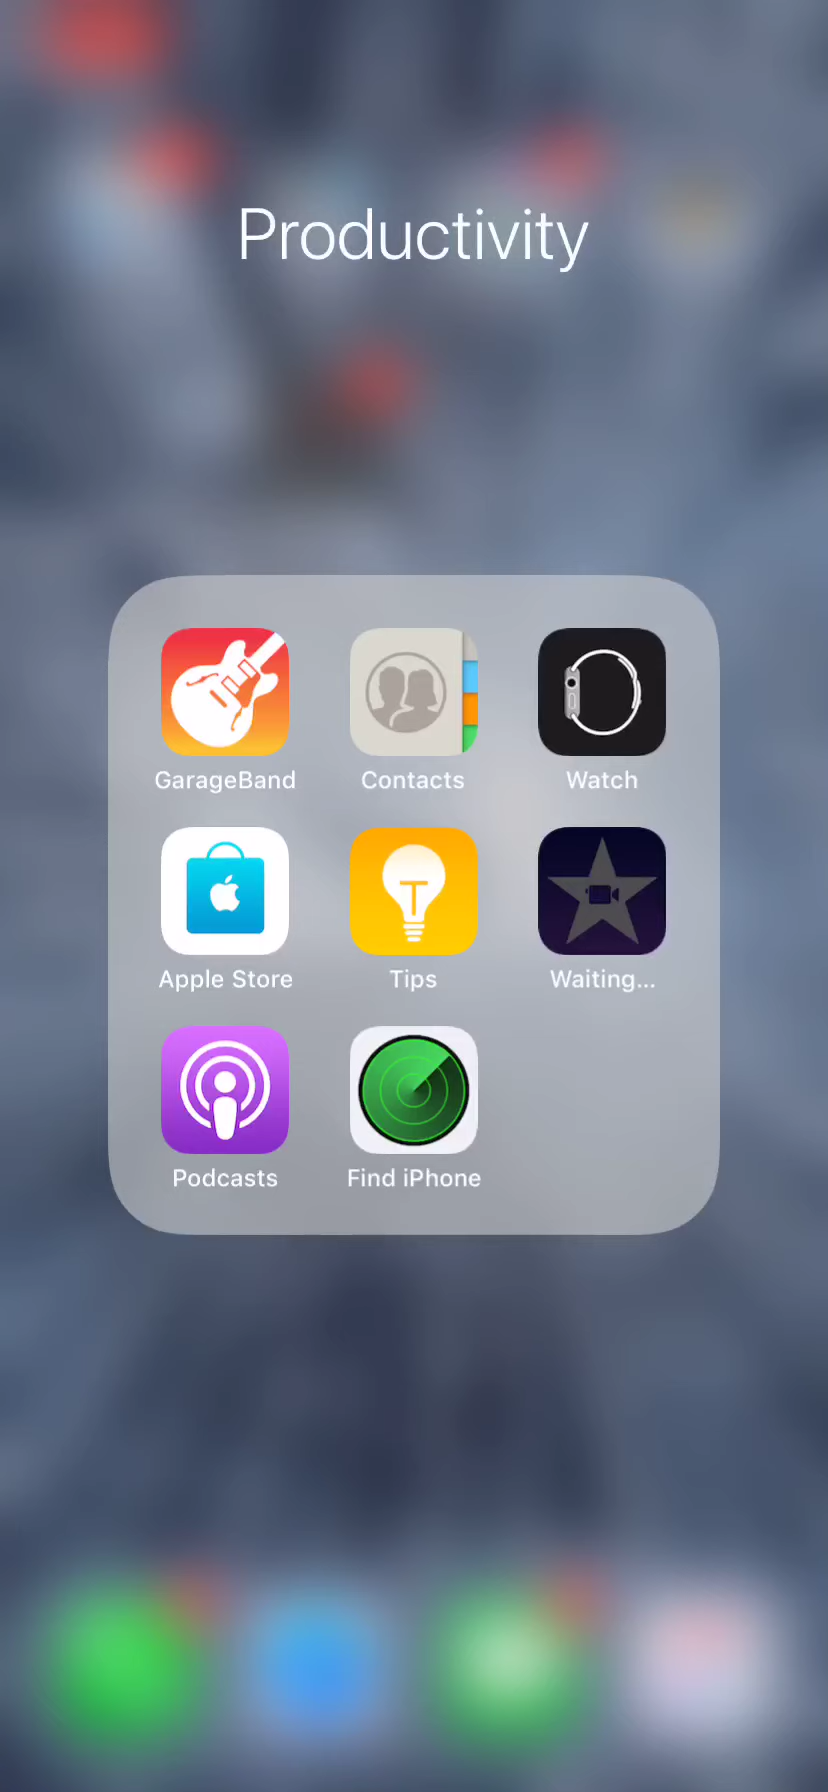 Productivity
GarageBand
Contacts
Watch
Apple Store
Tips
Waiting...
Podcasts
Find iPhone